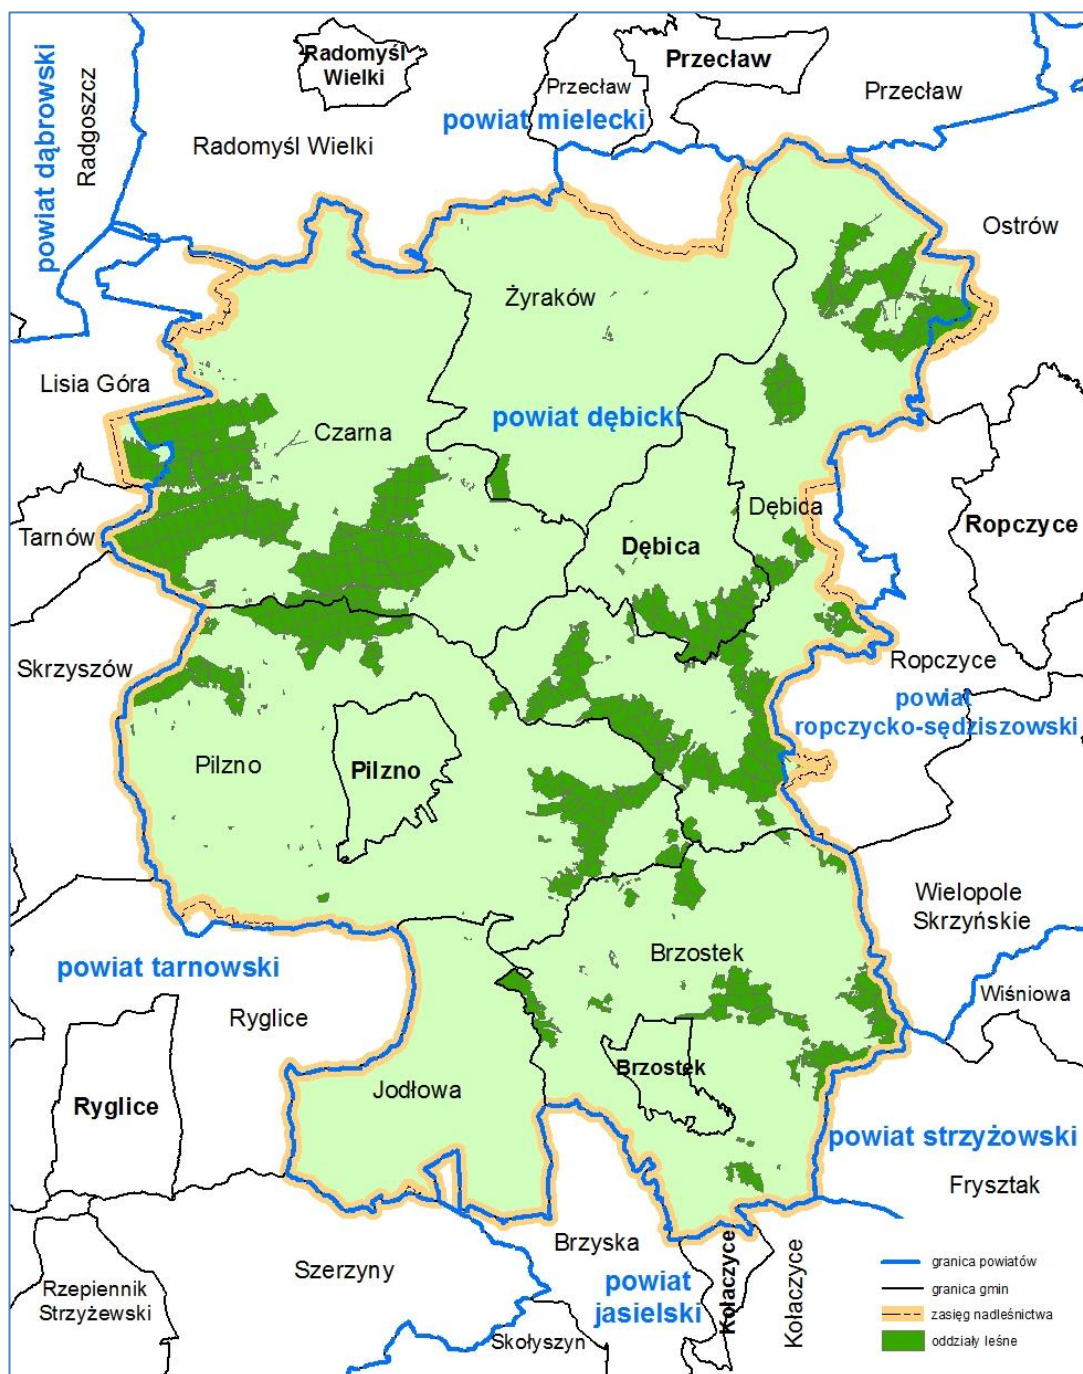 Radomyśl
Wielki
Przecław
Przecław
Przecław
powiat mielecki
Radomyśl Wielki
powiat dąbrowski
Radgoszcz
Ostrów
Żyraków
Lisia Góra
Czarna
powiat dębicki
Tarnów
Dębica
Dębica
Ropczyce
Skrzyszów
Ropczyce
powiat
ropczycko-sędziszowski
Pilzno
Pilzno
Wielopole
Skrzyńskie
powiat tarnowski
Brzostek
Wiśniowa
Ryglice
Ryglice
Jodłowa
Brzostek
powiat strzyżowski
Frysztak
Brzyska
Szerzyny
Rzepiennik
Strzyżewski
powiat
jasielski
Kołaczyce
Kołaczyce
Skołyszyn
granica powiatów
granica gmin
zasięg nadleśnictwa
oddziały leśne